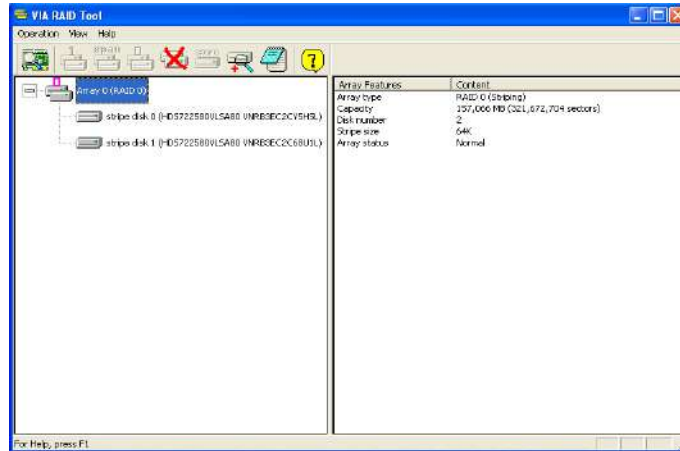 VIA RAID Tool
Operation View Help
Array 0 (RAID 0)
stripe disk 0 (HDS722580VLSA80 VNRB3EC2CY5HSL)
stripe disk 1 (HDS722580VLSA80 VNRB3EC2C68U1L)
Array Features Content
Array type RAID 0 (Striping)
Capacity 157,066 MB (321,672,704 sectors)
Disk number 2
Stripe size 64K
Array status Normal
For Help, press F1